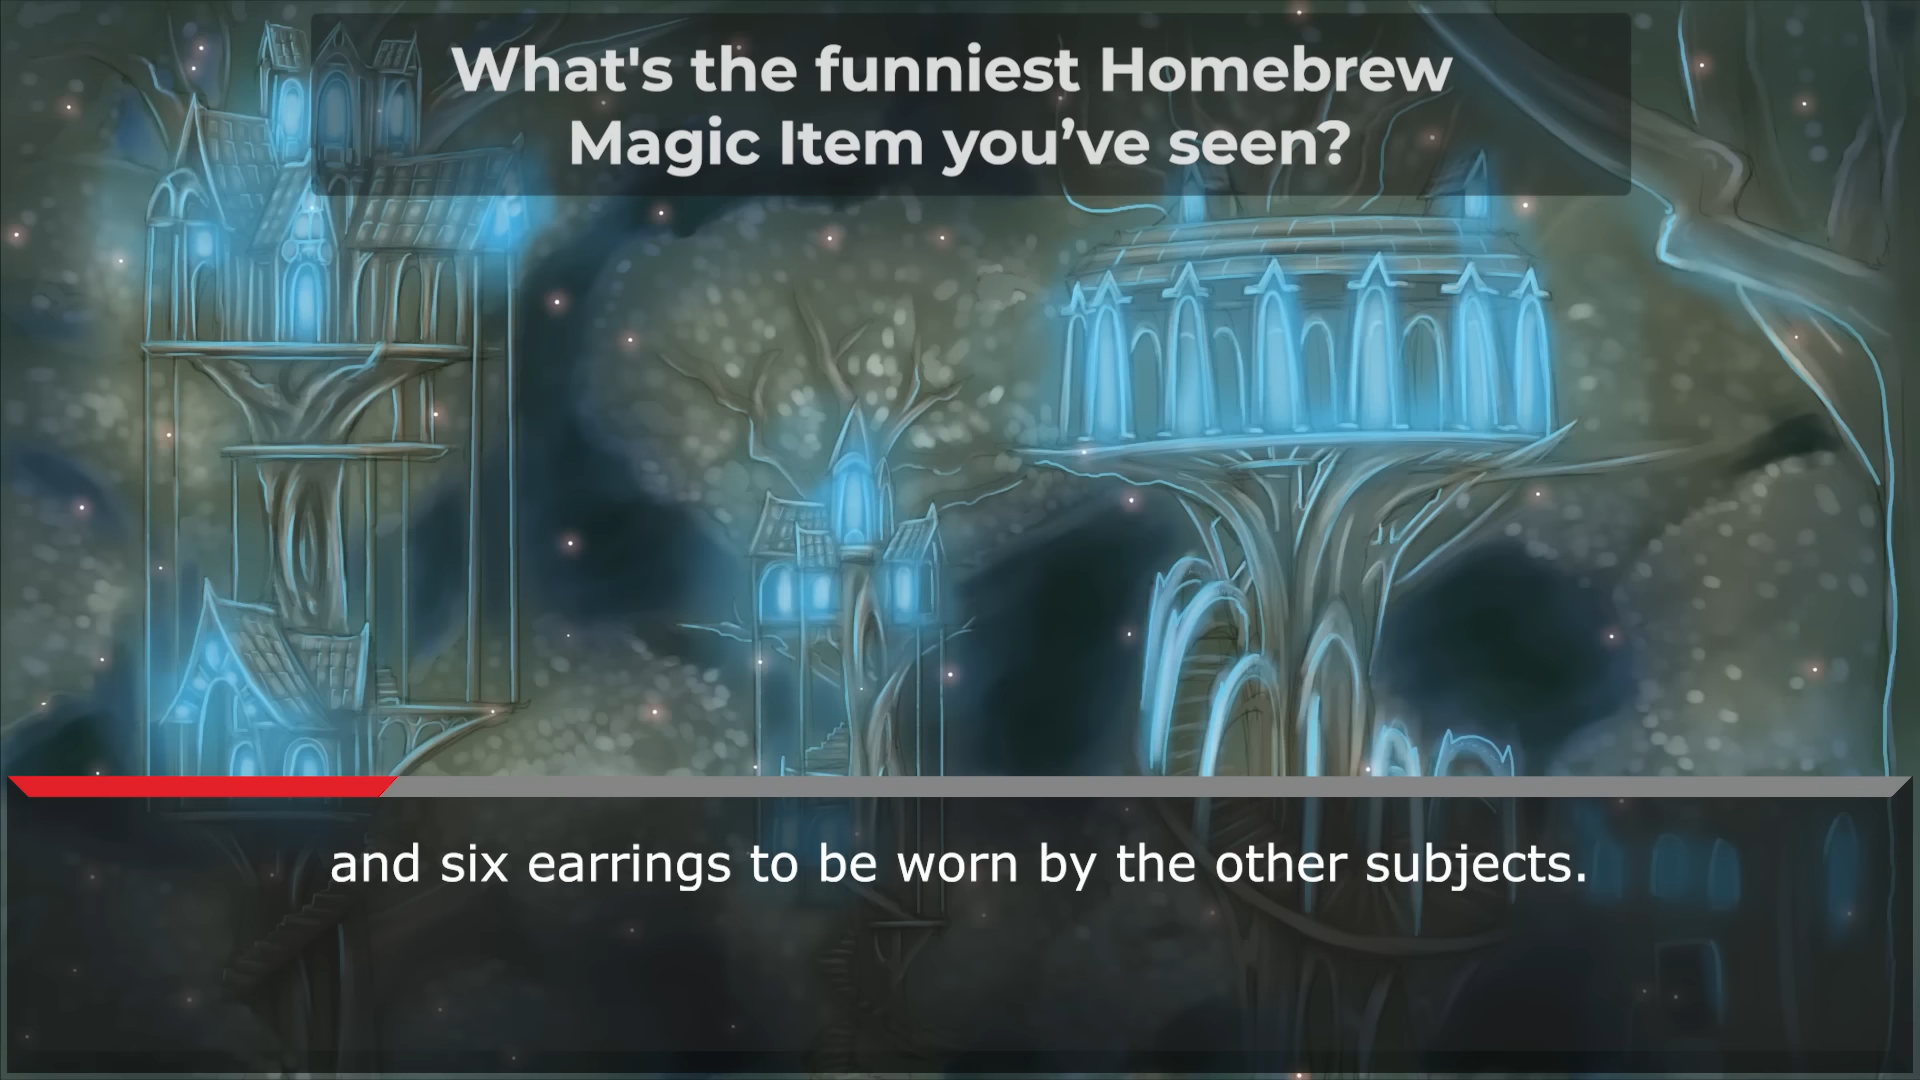 What's the funniest Homebrew
Magic Item you’ve seen?
and six earrings to be worn by the other subjects.